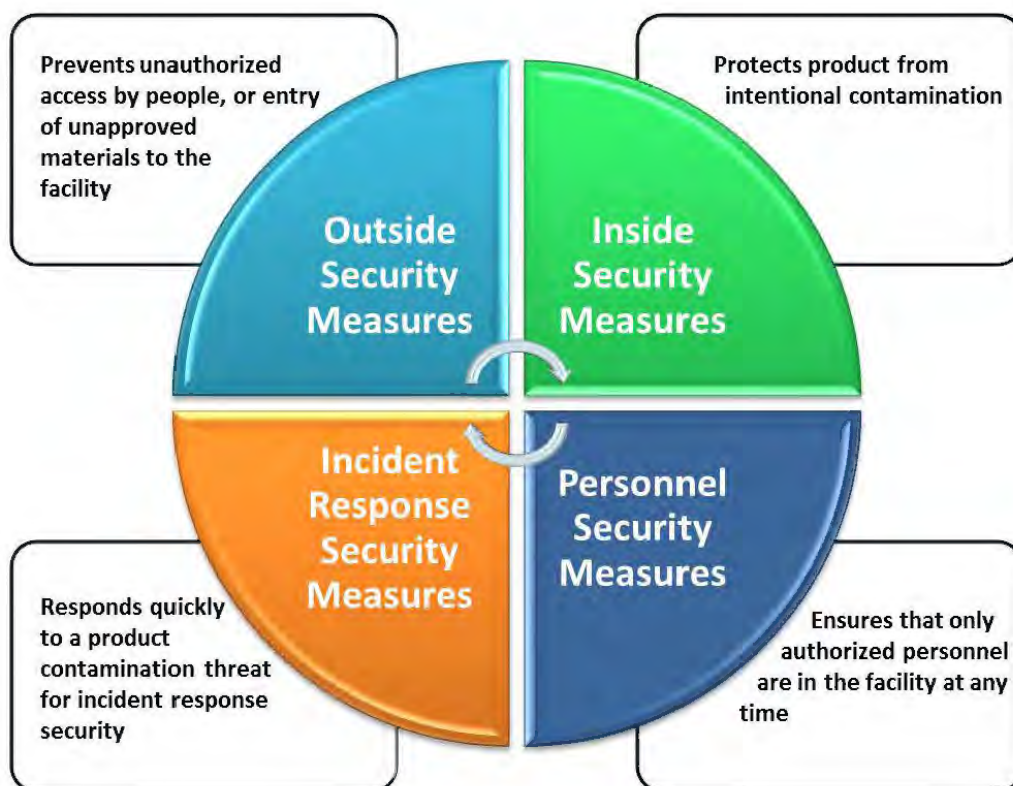 Prevents unauthorized
access by people, or entry
of unapproved
materials to the
facility
Protects product from
intentional contamination
Outside
Security
Measures
Inside
Security
Measures
Incident
Response
Security
Measures
Personnel
Security
Measures
Responds quickly
to a product
contamination threat
for incident response
security
Ensures that only
authorized personnel
are in the facility at any
time